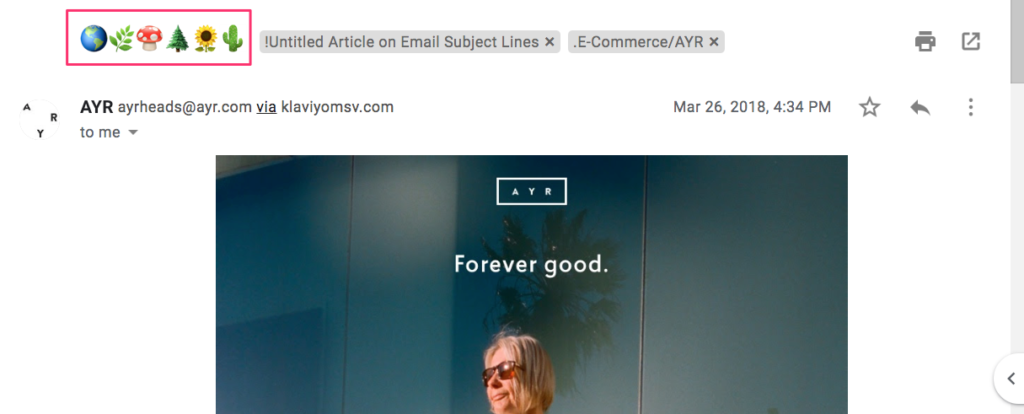 🌎🌿🍄🌲🌻🌵 !Untitled Article on Email Subject Lines × .E-Commerce/AYR ×
A R Y
AYR ayrheads@ayr.com via klaviyomsv.com Mar 26, 2018, 4:34 PM
to me
AYR
Forever good.